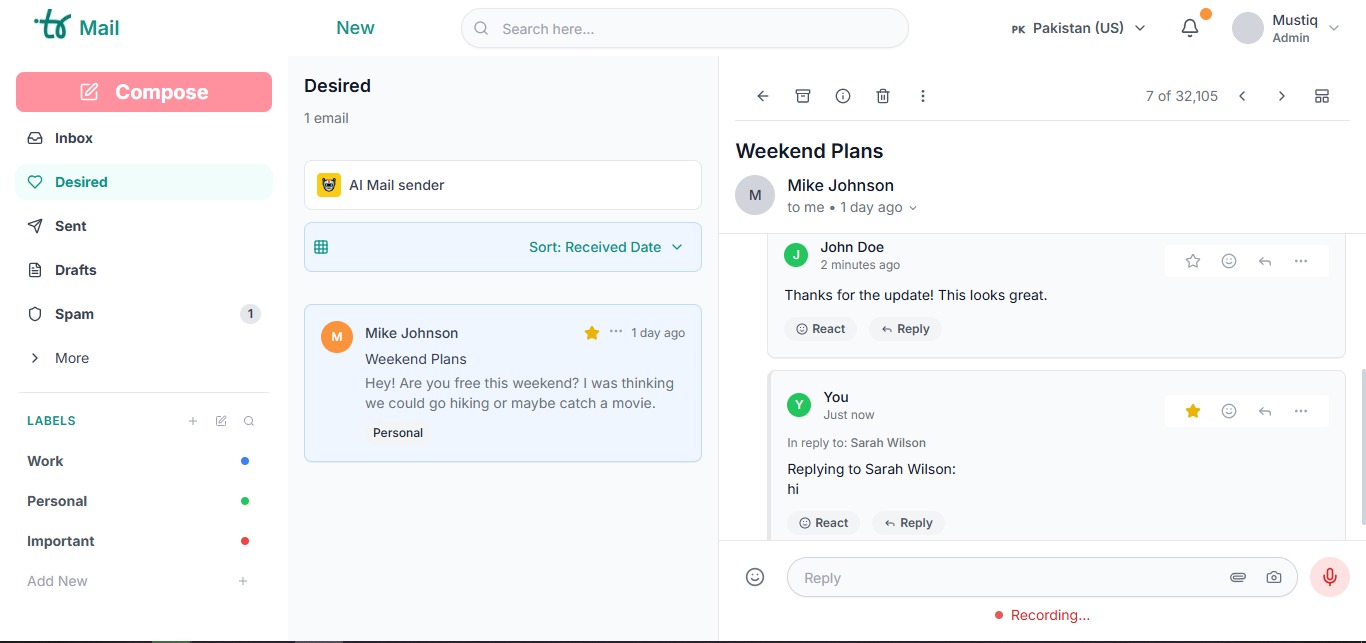 Mail
New
Search here...
PK Pakistan (US)
Mustiq
Admin
Compose
Inbox
Desired
Sent
Drafts
Spam 1
More
LABELS
Work
Personal
Important
Add New
Desired
1 email
AI Mail sender
Sort: Received Date
M
Mike Johnson
1 day ago
Weekend Plans
Hey! Are you free this weekend? I was thinking
we could go hiking or maybe catch a movie.
Personal
7 of 32,105
Weekend Plans
M
Mike Johnson
to me • 1 day ago
J
John Doe
2 minutes ago
Thanks for the update! This looks great.
React Reply
Y
You
Just now
In reply to: Sarah Wilson
Replying to Sarah Wilson:
hi
React Reply
Reply
Recording...